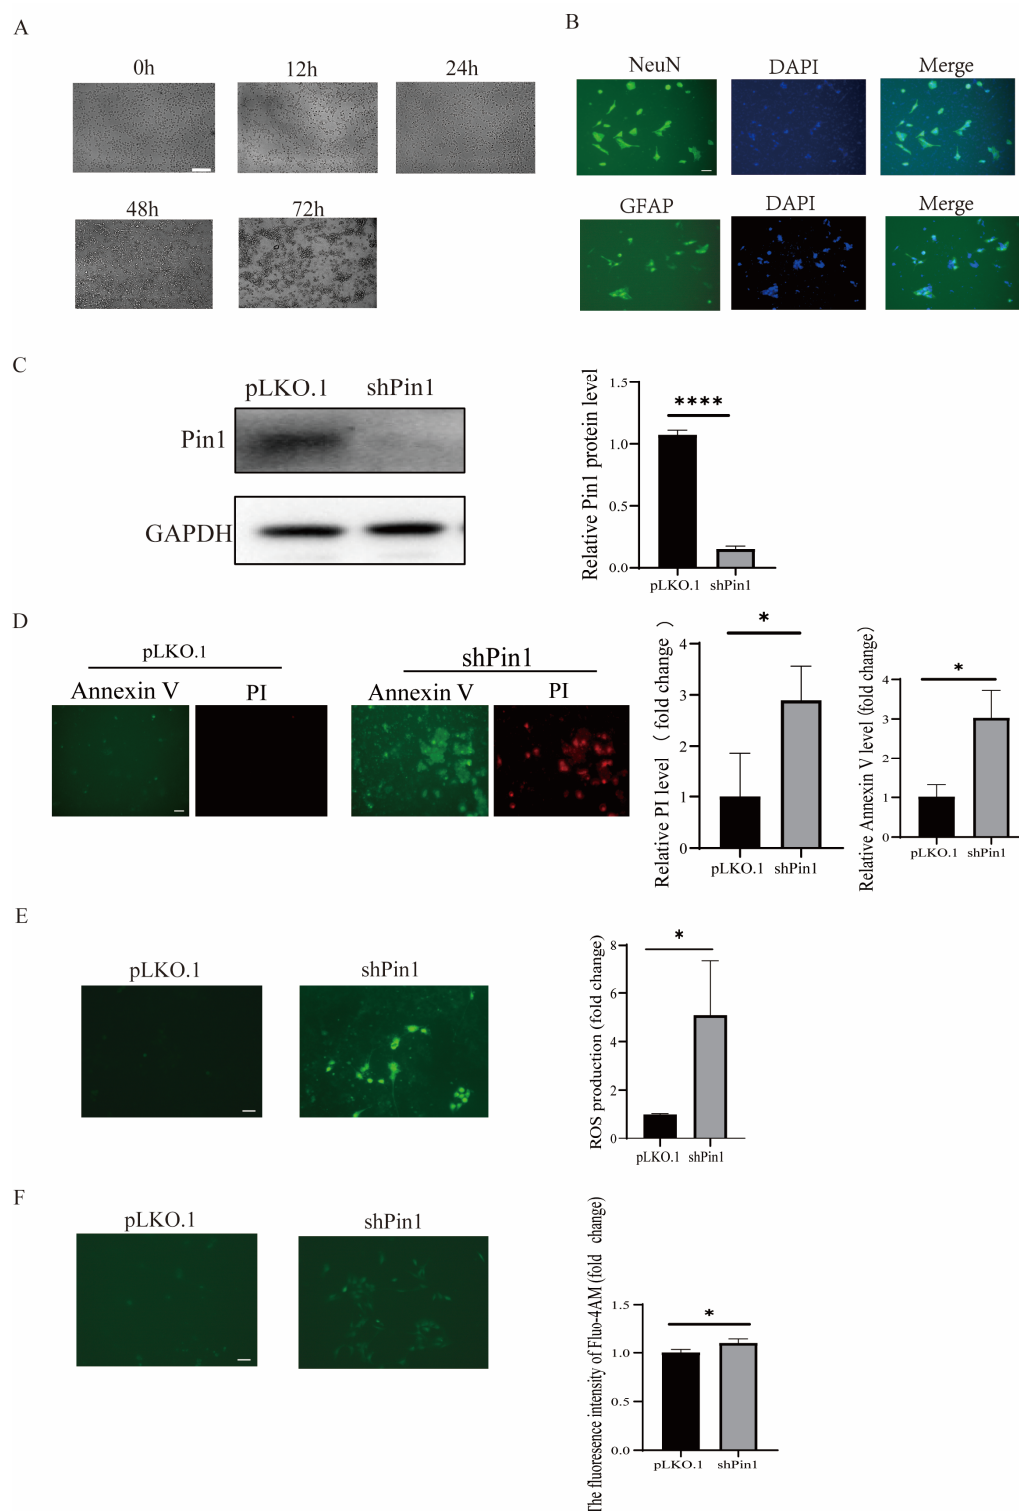 A
0h
12h
24h
48h
72h
B
NeuN
DAPI
Merge
GFAP
DAPI
Merge
C
pLKO.1
shPin1
Pin1
GAPDH
Relative Pin1 protein level
1.5
1.0
0.5
0.0
****
pLKO.1 shPin1
D
pLKO.1
Annexin V
PI
shPin1
Annexin V
PI
Relative PI level （ fold change ）
4
3
2
1
0
*
pLKO.1 shPin1
Relative Annexin V level (fold change)
4
3
2
1
0
*
pLKO.1 shPin1
E
pLKO.1
shPin1
ROS production (fold change)
8
6
4
2
0
*
pLKO.1 shPin1
F
pLKO.1
shPin1
The fluoresence intensity of Fluo-4AM (fold change)
1.5
1.0
0.5
0.0
*
pLKO.1 shPin1